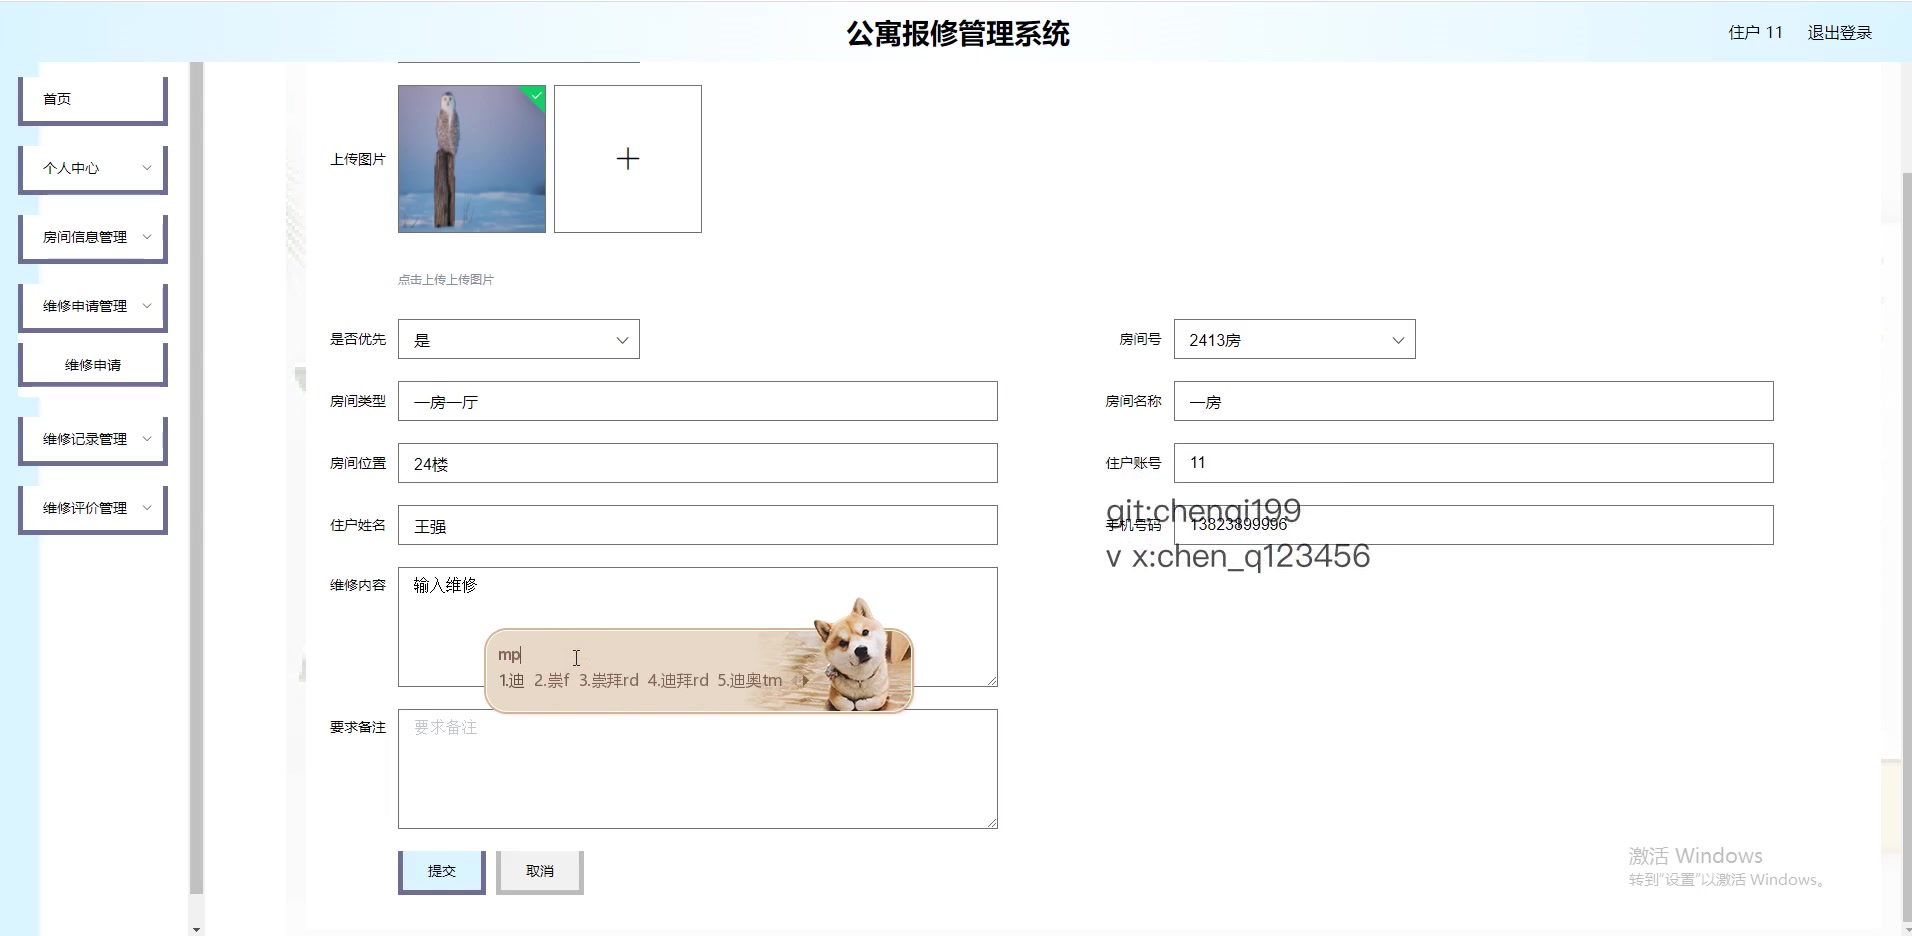 公寓报修管理系统
住户 11
退出登录
首页
个人中心
房间信息管理
维修申请管理
维修申请
维修记录管理
维修评价管理
上传图片
点击上传上传图片
是否优先
是
房间号
2413房
房间类型
一房一厅
房间名称
一房
房间位置
24楼
住户账号
11
住户姓名
王强
git:chenqi199
手机号码
13823899996
v x:chen_q123456
维修内容
输入维修
mp
1.迪 2.崇f 3.崇拜rd 4.迪拜rd 5.迪奥tm
要求备注
要求备注
提交
取消
激活 Windows
转到"设置"以激活 Windows。